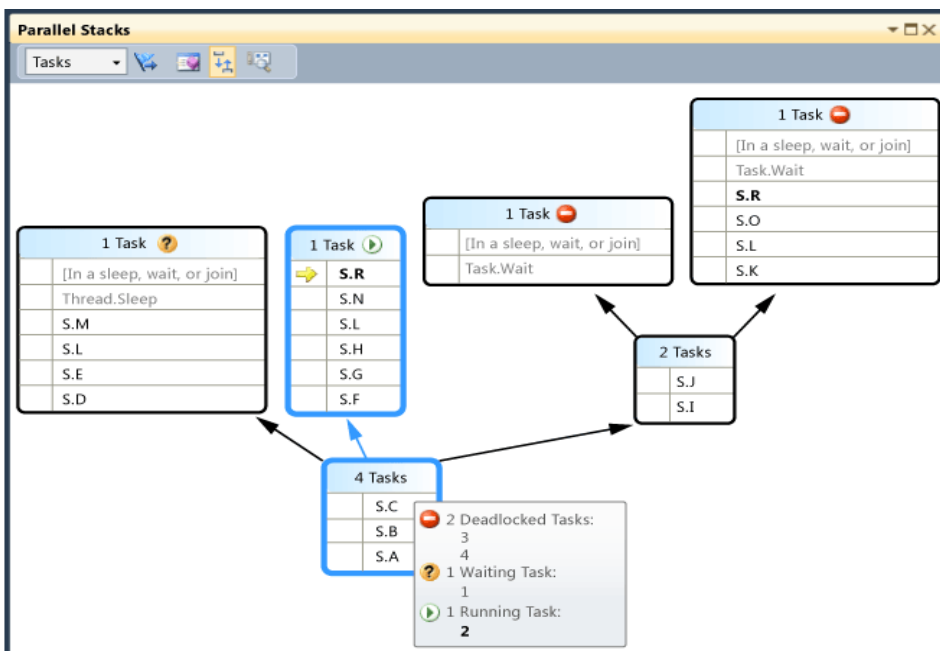 Parallel Stacks
Tasks
1 Task
[In a sleep, wait, or join]
Task.Wait
S.R
S.O
S.L
S.K
1 Task
[In a sleep, wait, or join]
Task.Wait
1 Task
[In a sleep, wait, or join]
Thread.Sleep
S.M
S.L
S.E
S.D
1 Task
S.R
S.N
S.L
S.H
S.G
S.F
2 Tasks
S.J
S.I
4 Tasks
S.C
S.B
S.A
2 Deadlocked Tasks:
3
4
? 1 Waiting Task:
1
1 Running Task:
2